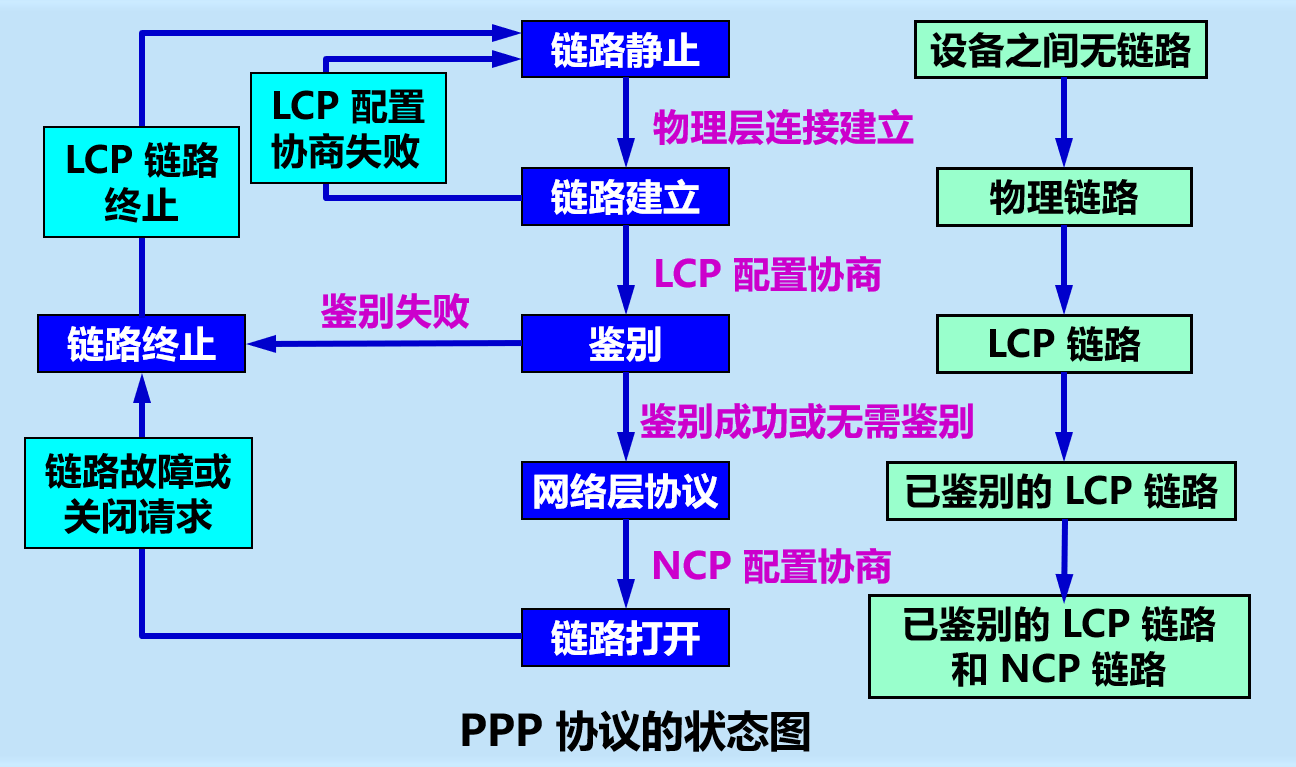 链路静止
设备之间无链路
LCP 配置
协商失败
物理层连接建立
LCP 链路
终止
链路建立
物理链路
LCP 配置协商
鉴别失败
链路终止
鉴别
LCP 链路
鉴别成功或无需鉴别
链路故障或
关闭请求
网络层协议
已鉴别的 LCP 链路
NCP 配置协商
链路打开
已鉴别的 LCP 链路
和 NCP 链路
PPP 协议的状态图